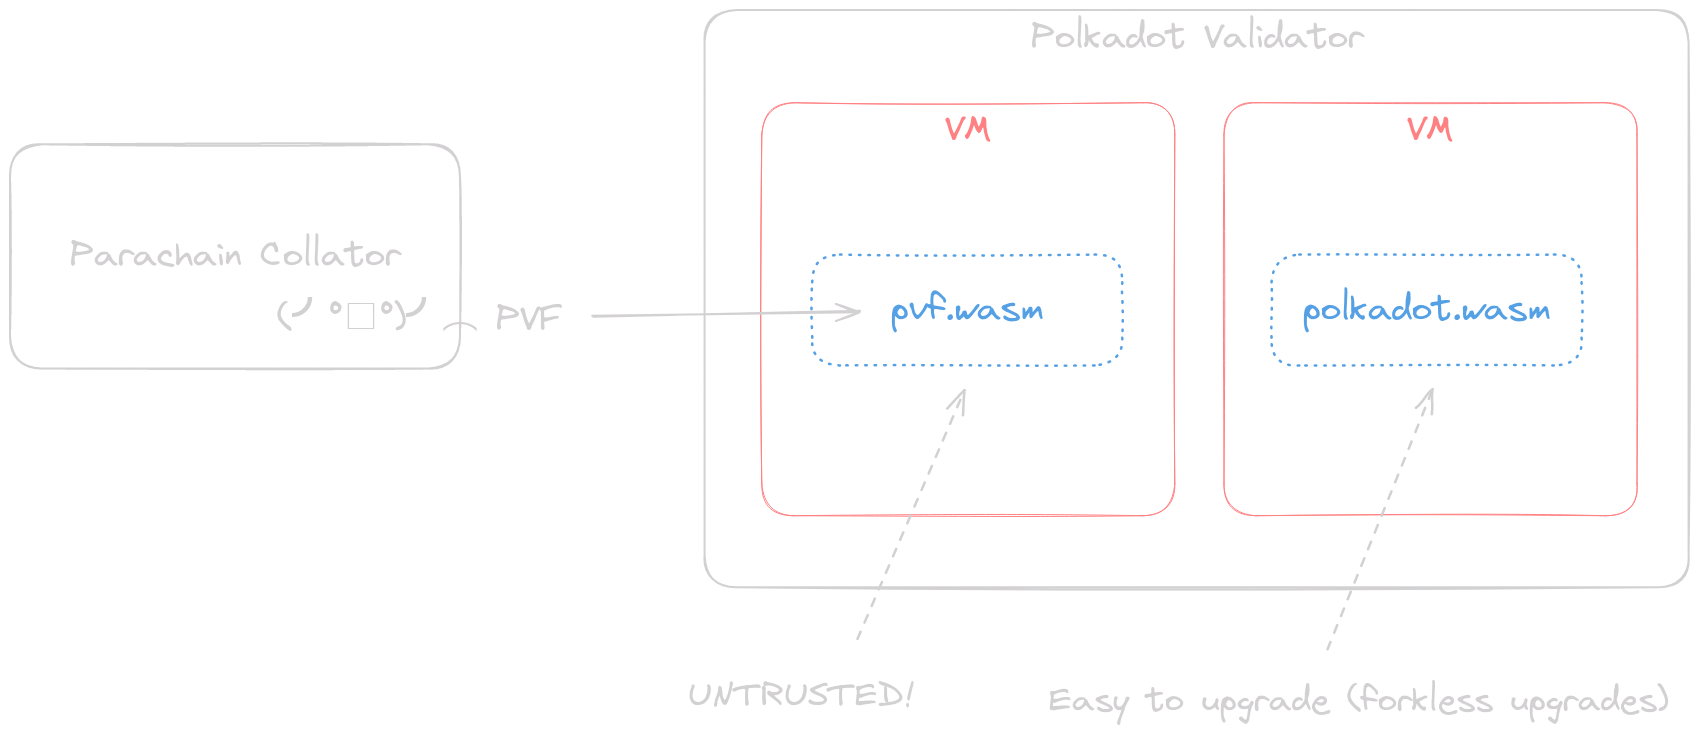 Polkadot Validator
VM
VM
Parachain Collator
(╯°□°)╯︵ PVF
pvf.wasm
polkadot.wasm
UNTRUSTED!
Easy to upgrade (forkless upgrades)